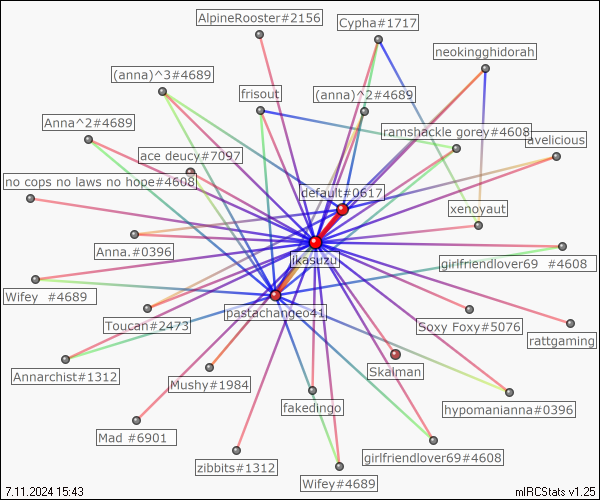 AlpineRooster#2156
Cypha#1717
neokingghidorah
(anna)^3#4689
frisout
(anna)^2#4689
Anna^2#4689
ramshackle gorey#4608
avelicious
ace deucy#7097
no cops no laws no hope#4608
default#0617
xenoyaut
Anna.#0396
ikasuzu
girlfriendlover69 #4608
Wifey #4689
pastachangeo41
Toucan#2473
Soxy Foxy#5076
rattgaming
Annarchist#1312
Mushy#1984
Skalman
fakedingo
hypomanianna#0396
Mad #6901
zibbits#1312
girlfriendlover69#4608
Wifey#4689
7.11.2024 15:43
mIRCStats v1.25